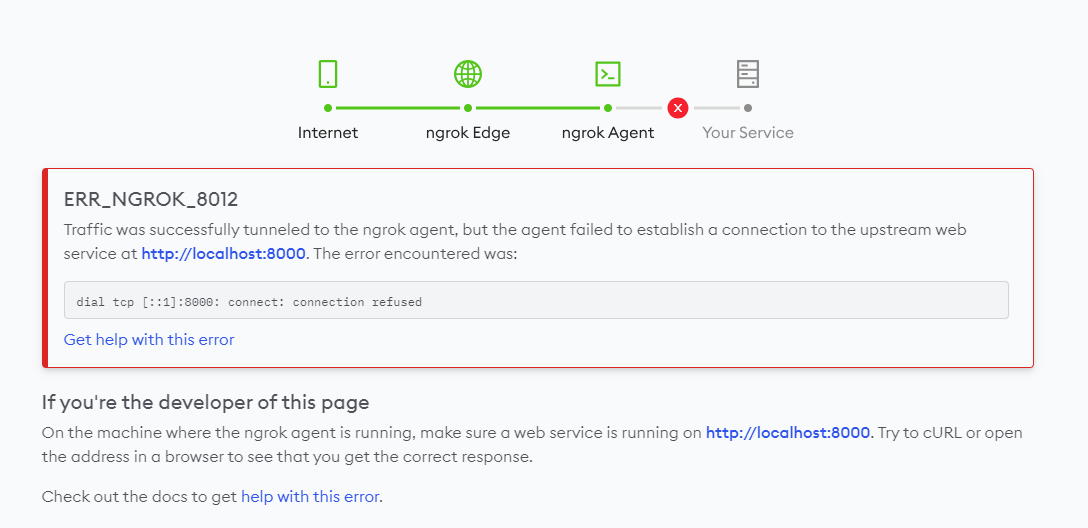 Internet
ngrok Edge
ngrok Agent
Your Service
ERR_NGROK_8012
Traffic was successfully tunneled to the ngrok agent, but the agent failed to establish a connection to the upstream web
service at http://localhost:8000. The error encountered was:
dial tcp [::1]:8000: connect: connection refused
Get help with this error
If you're the developer of this page
On the machine where the ngrok agent is running, make sure a web service is running on http://localhost:8000. Try to cURL or open
the address in a browser to see that you get the correct response.
Check out the docs to get help with this error.